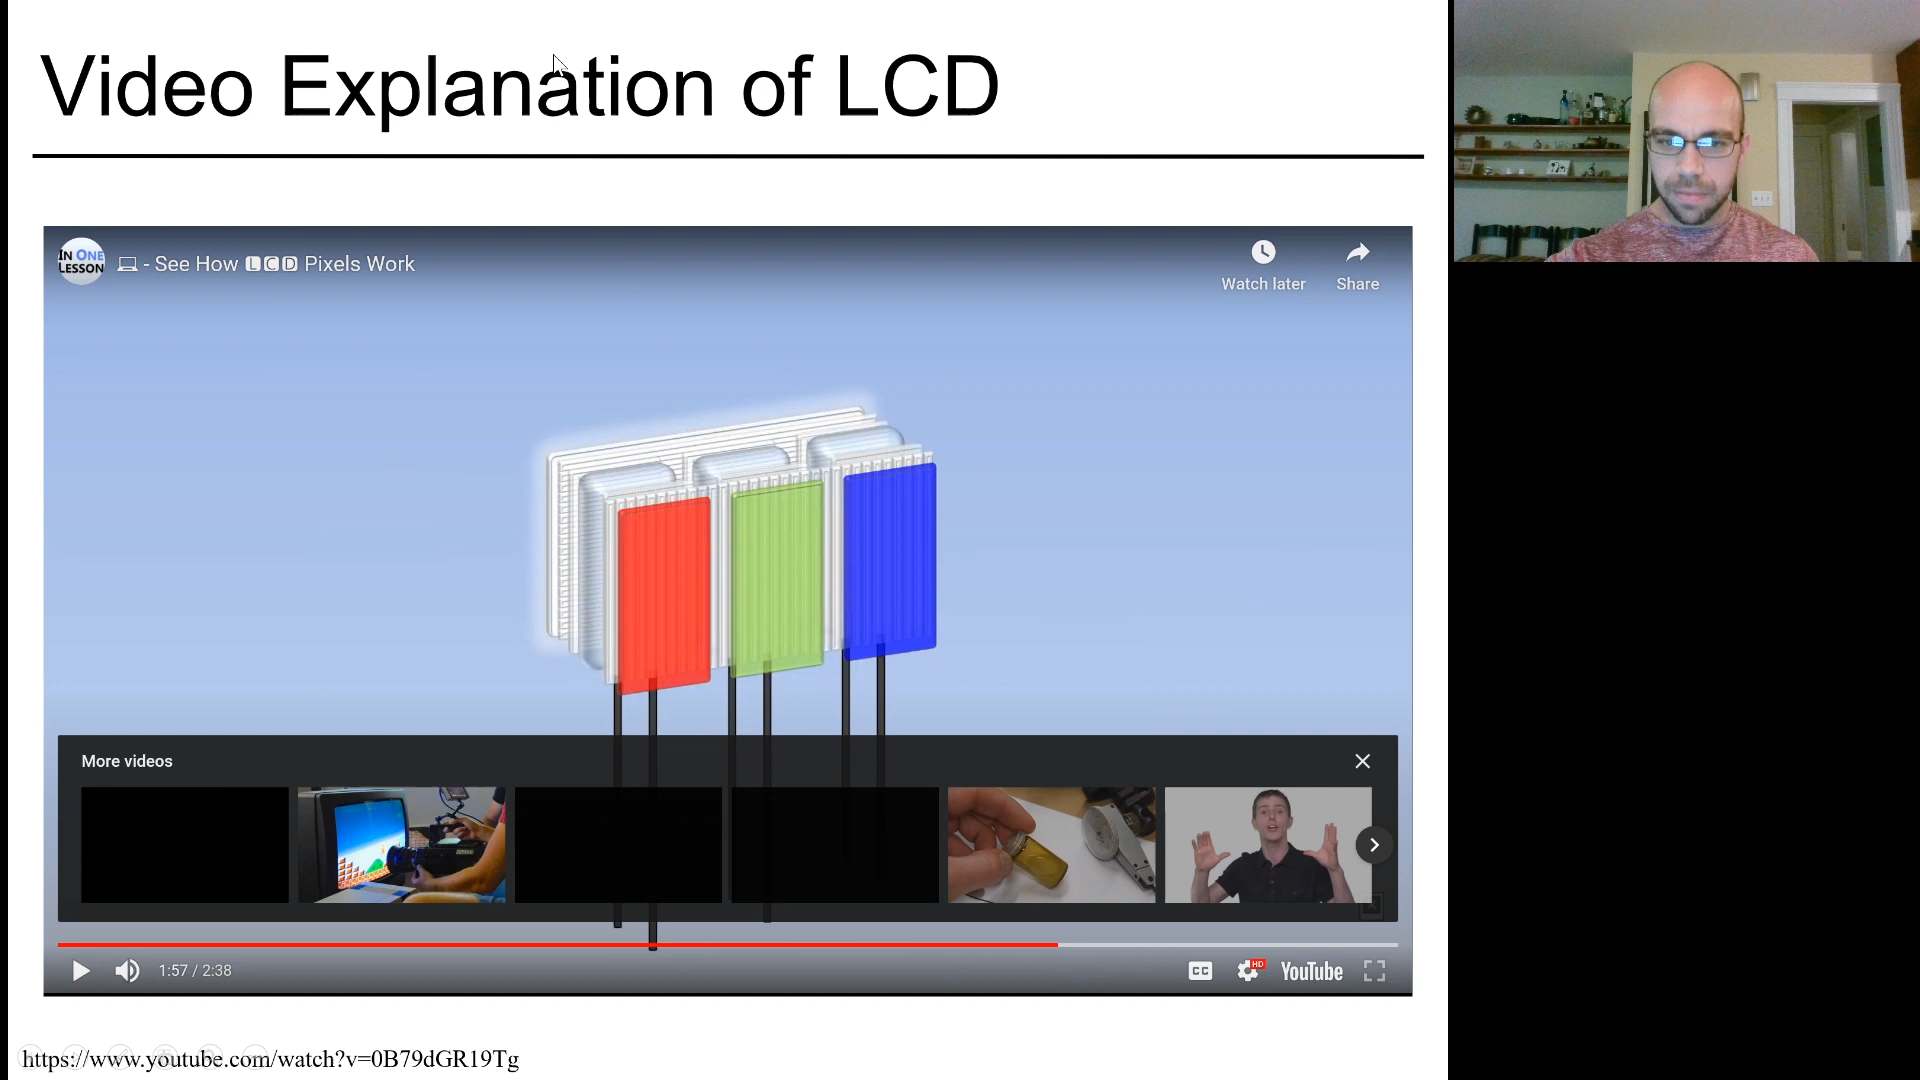 Video Explanation of LCD
IN ONE
LESSON
💻 - See How 🅻🅲🅳 Pixels Work
Watch later
Share
More videos
1:57 / 2:38
CC
HD
YouTube
https://www.youtube.com/watch?v=0B79dGR19Tg